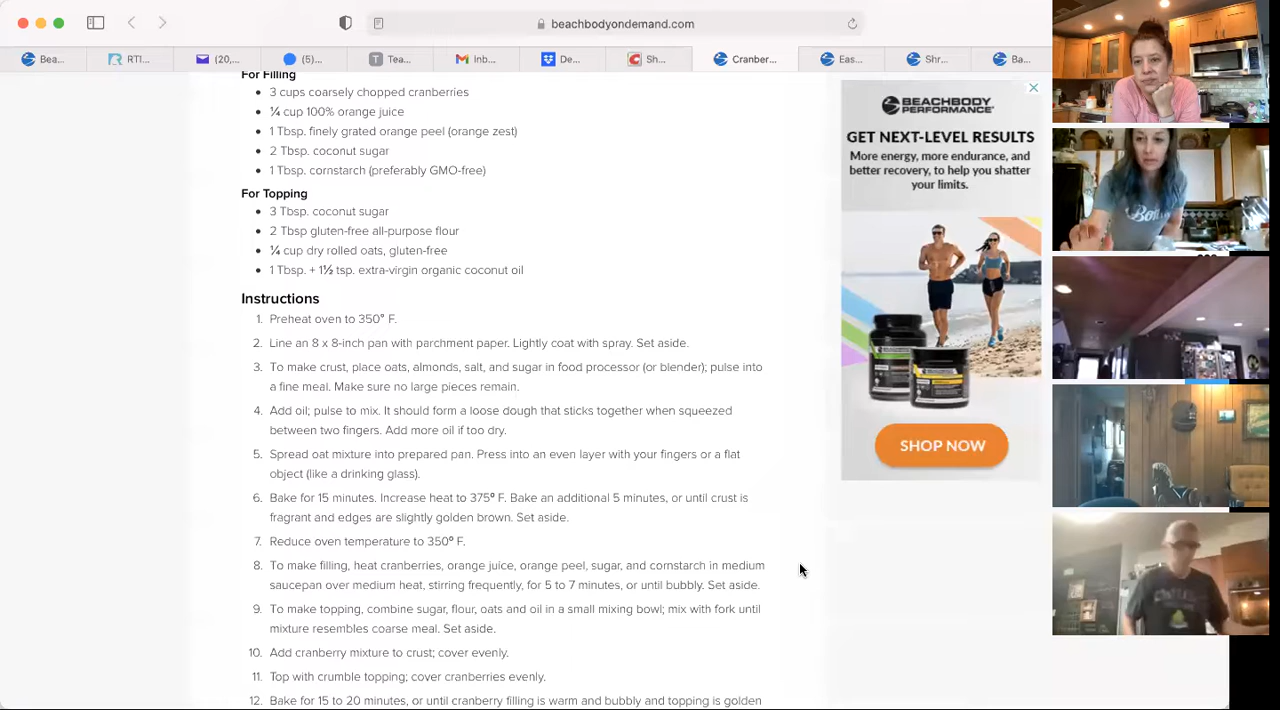 beachbodyondemand.com
Bea...
RTI...
(20,...
(5)...
Tea...
Inb...
De...
Sh...
Cranber...
Eas...
Shr...
Ba...
For Filling
3 cups coarsely chopped cranberries
¼ cup 100% orange juice
1 Tbsp. finely grated orange peel (orange zest)
2 Tbsp. coconut sugar
1 Tbsp. cornstarch (preferably GMO-free)
For Topping
3 Tbsp. coconut sugar
2 Tbsp gluten-free all-purpose flour
¼ cup dry rolled oats, gluten-free
1 Tbsp. + 1½ tsp. extra-virgin organic coconut oil
Instructions
1. Preheat oven to 350° F.
2. Line an 8 x 8-inch pan with parchment paper. Lightly coat with spray. Set aside.
3. To make crust, place oats, almonds, salt, and sugar in food processor (or blender); pulse into
a fine meal. Make sure no large pieces remain.
4. Add oil; pulse to mix. It should form a loose dough that sticks together when squeezed
between two fingers. Add more oil if too dry.
5. Spread oat mixture into prepared pan. Press into an even layer with your fingers or a flat
object (like a drinking glass).
6. Bake for 15 minutes. Increase heat to 375º F. Bake an additional 5 minutes, or until crust is
fragrant and edges are slightly golden brown. Set aside.
7. Reduce oven temperature to 350º F.
8. To make filling, heat cranberries, orange juice, orange peel, sugar, and cornstarch in medium
saucepan over medium heat, stirring frequently, for 5 to 7 minutes, or until bubbly. Set aside.
9. To make topping, combine sugar, flour, oats and oil in a small mixing bowl; mix with fork until
mixture resembles coarse meal. Set aside.
10. Add cranberry mixture to crust; cover evenly.
11. Top with crumble topping; cover cranberries evenly.
12. Bake for 15 to 20 minutes, or until cranberry filling is warm and bubbly and topping is golden
BEACHBODY
PERFORMANCE
GET NEXT-LEVEL RESULTS
More energy, more endurance, and
better recovery, to help you shatter
your limits.
SHOP NOW